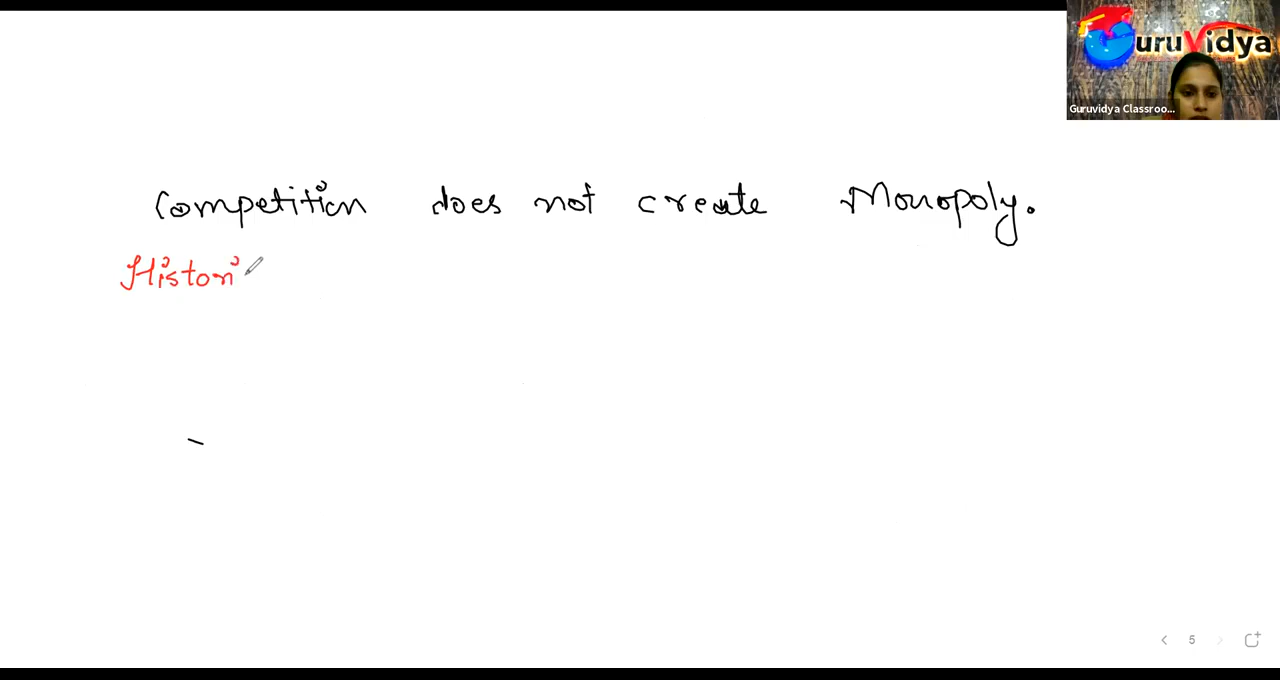 GuruVidya
Guruvidya Classroo...
Competition does not create Monopoly.
Histori
5